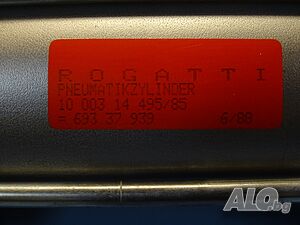 ROGATTI
PNEUMATIKZYLINDER
10 003 14 495/85
= 693.37 939 6/88
ALO.bg